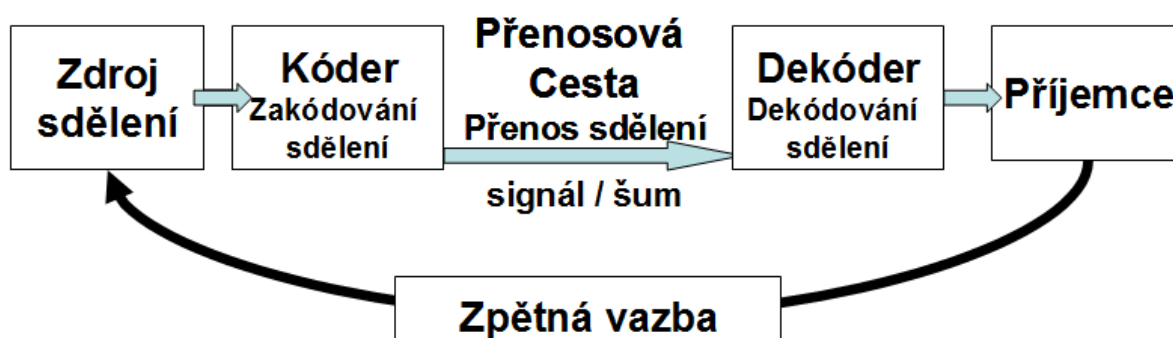 Zdroj
sdělení
Kóder
Zakódování
sdělení
Přenosová
Cesta
Přenos sdělení
signál / šum
Dekóder
Dekódování
sdělení
Příjemce
Zpětná vazba